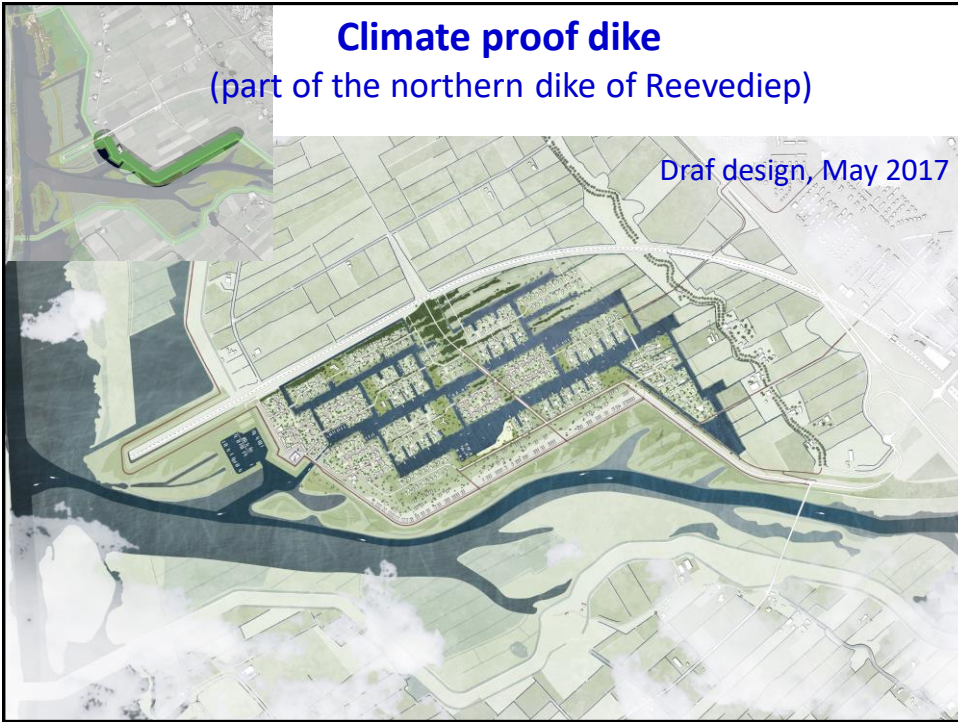 Climate proof dike
(part of the northern dike of Reevediep)
Draf design, May 2017